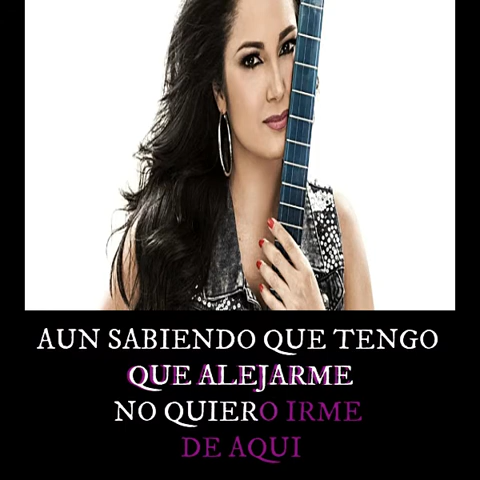 AUN SABIENDO QUE TENGO
QUE ALEJARME
NO QUIERO IRME
DE AQUI